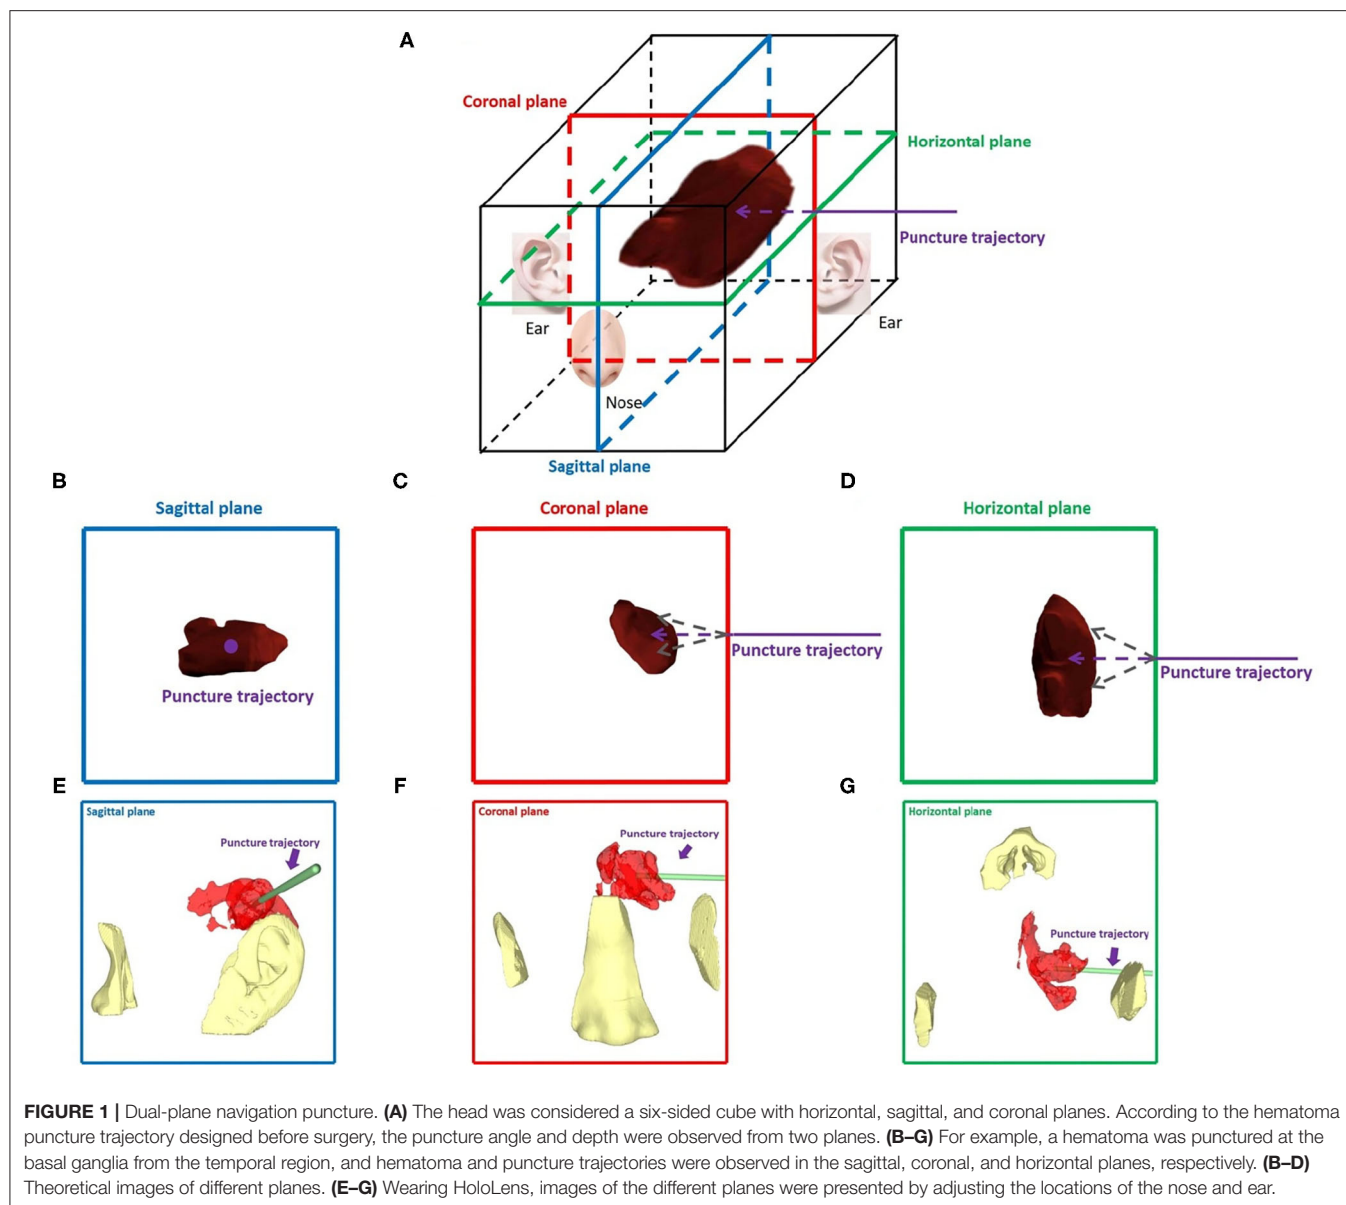 A
Coronal plane
Horizontal plane
Puncture trajectory
Ear
Ear
Nose
Sagittal plane
B
C
D
Sagittal plane
Coronal plane
Horizontal plane
Puncture trajectory
Puncture trajectory
Puncture trajectory
E
F
G
Sagittal plane
Puncture trajectory
Coronal plane
Puncture trajectory
Horizontal plane
Puncture trajectory
FIGURE 1 | Dual-plane navigation puncture. (A) The head was considered a six-sided cube with horizontal, sagittal, and coronal planes. According to the hematoma
puncture trajectory designed before surgery, the puncture angle and depth were observed from two planes. (B–G) For example, a hematoma was punctured at the
basal ganglia from the temporal region, and hematoma and puncture trajectories were observed in the sagittal, coronal, and horizontal planes, respectively. (B–D)
Theoretical images of different planes. (E–G) Wearing HoloLens, images of the different planes were presented by adjusting the locations of the nose and ear.